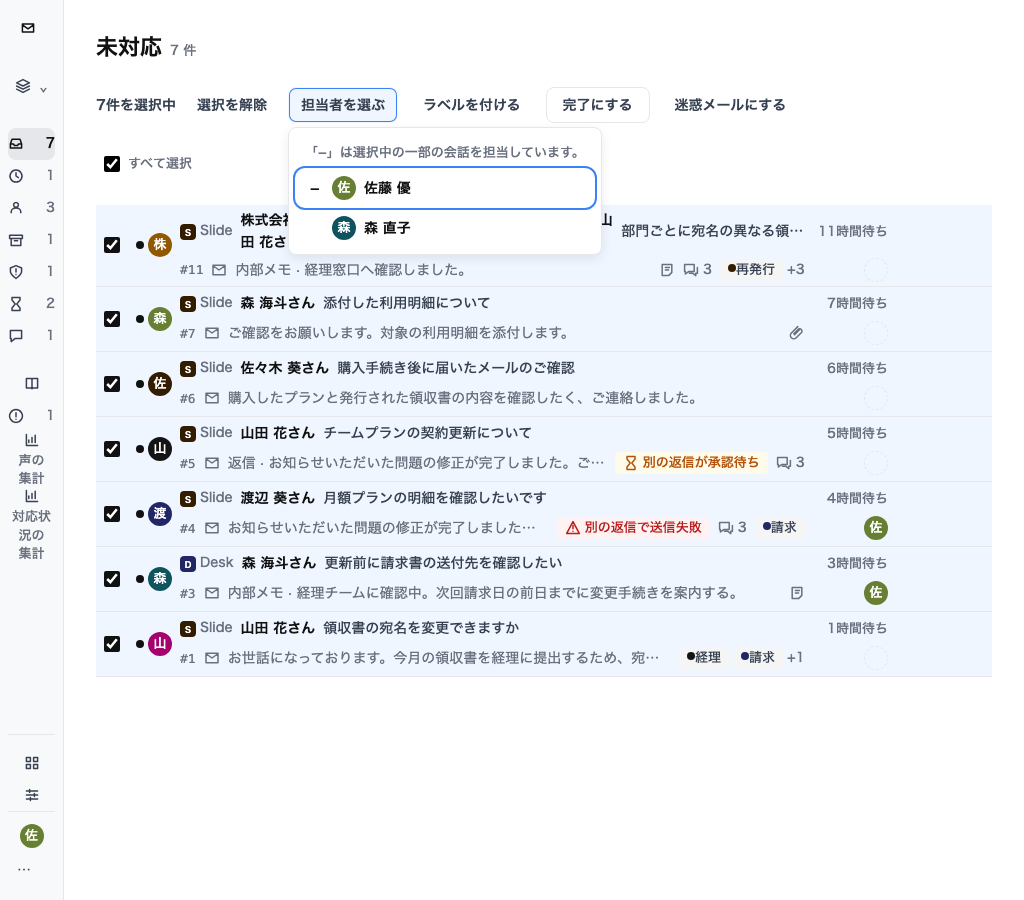 未対応 7 件
7件を選択中 選択を解除 担当者を選ぶ ラベルを付ける 完了にする 迷惑メールにする
「–」は選択中の一部の会話を担当しています。
– 佐 佐藤 優
森 森 直子
すべて選択
7
1
3
1
1
2
1
1
声の
集計
対応状
況の
集計
佐
…
株 S Slide 株式会 山
田 花さ 部門ごとに宛名の異なる領… 11時間待ち
#11 内部メモ · 経理窓口へ確認しました。 3 再発行 +3
森 S Slide 森 海斗さん 添付した利用明細について 7時間待ち
#7 ご確認をお願いします。対象の利用明細を添付します。
佐 S Slide 佐々木 葵さん 購入手続き後に届いたメールのご確認 6時間待ち
#6 購入したプランと発行された領収書の内容を確認したく、ご連絡しました。
山 S Slide 山田 花さん チームプランの契約更新について 5時間待ち
#5 返信 · お知らせいただいた問題の修正が完了しました。ご… 別の返信が承認待ち 3
渡 S Slide 渡辺 葵さん 月額プランの明細を確認したいです 4時間待ち
#4 お知らせいただいた問題の修正が完了しました… 別の返信で送信失敗 3 請求 佐
森 D Desk 森 海斗さん 更新前に請求書の送付先を確認したい 3時間待ち
#3 内部メモ · 経理チームに確認中。次回請求日の前日までに変更手続きを案内する。 佐
山 S Slide 山田 花さん 領収書の宛名を変更できますか 1時間待ち
#1 お世話になっております。今月の領収書を経理に提出するため、宛… 経理 請求 +1